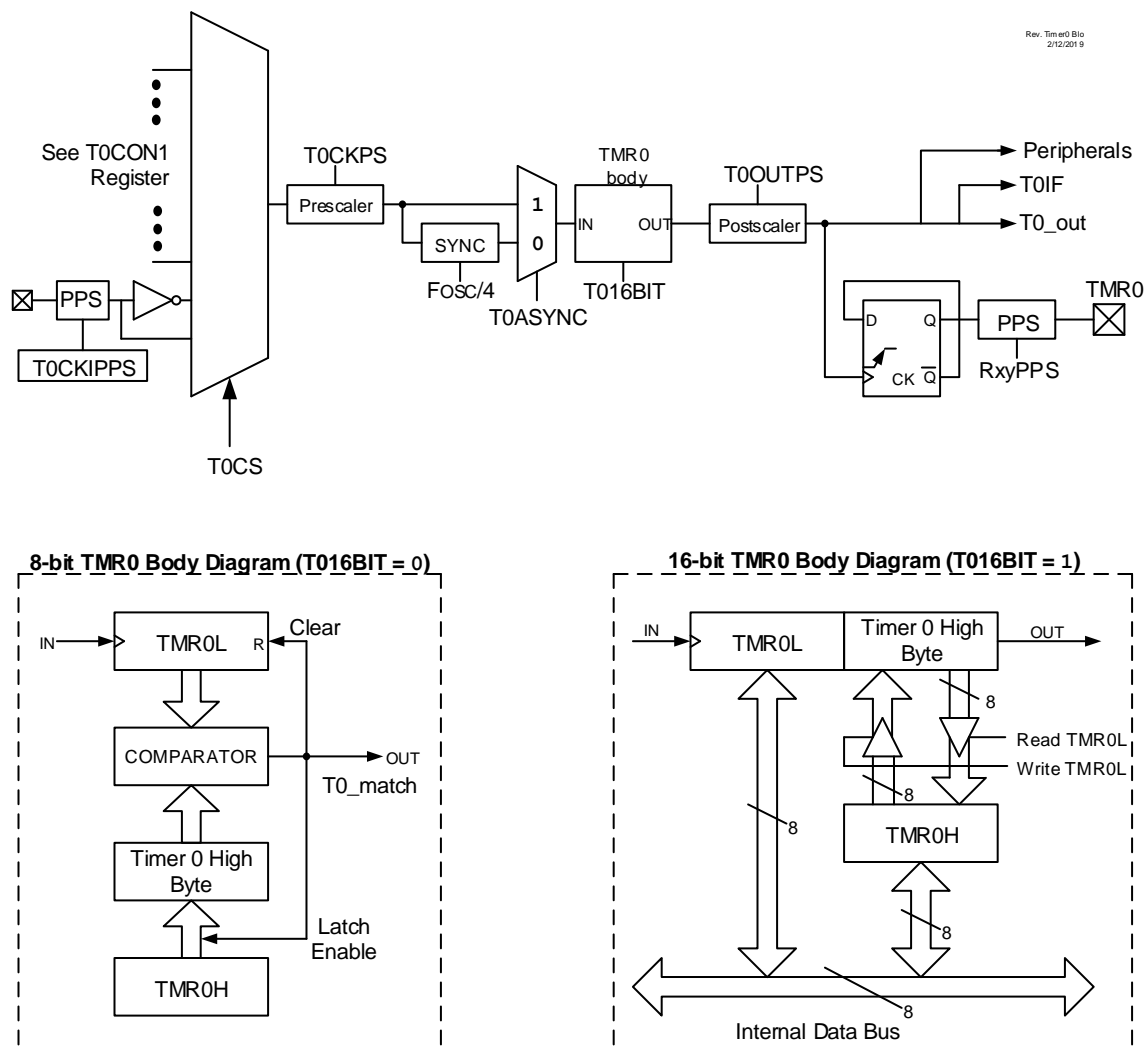 Rev. Timer0 Blo
2/12/2019
See T0CON1
Register
T0CKPS
Prescaler
SYNC
FOSC/4
1
0
T0ASYNC
TMR0
body
IN
OUT
T016BIT
T0OUTPS
Postscaler
Peripherals
T0IF
T0_out
PPS
T0CKIPPS
T0CS
D
Q
CK
Q
PPS
RxyPPS
TMR0
8-bit TMR0 Body Diagram (T016BIT = 0)
IN
TMR0L
R
Clear
COMPARATOR
OUT
T0_match
Timer 0 High
Byte
Latch
Enable
TMR0H
16-bit TMR0 Body Diagram (T016BIT = 1)
IN
TMR0L
Timer 0 High
Byte
OUT
8
Read TMR0L
Write TMR0L
8
8
TMR0H
8
8
Internal Data Bus